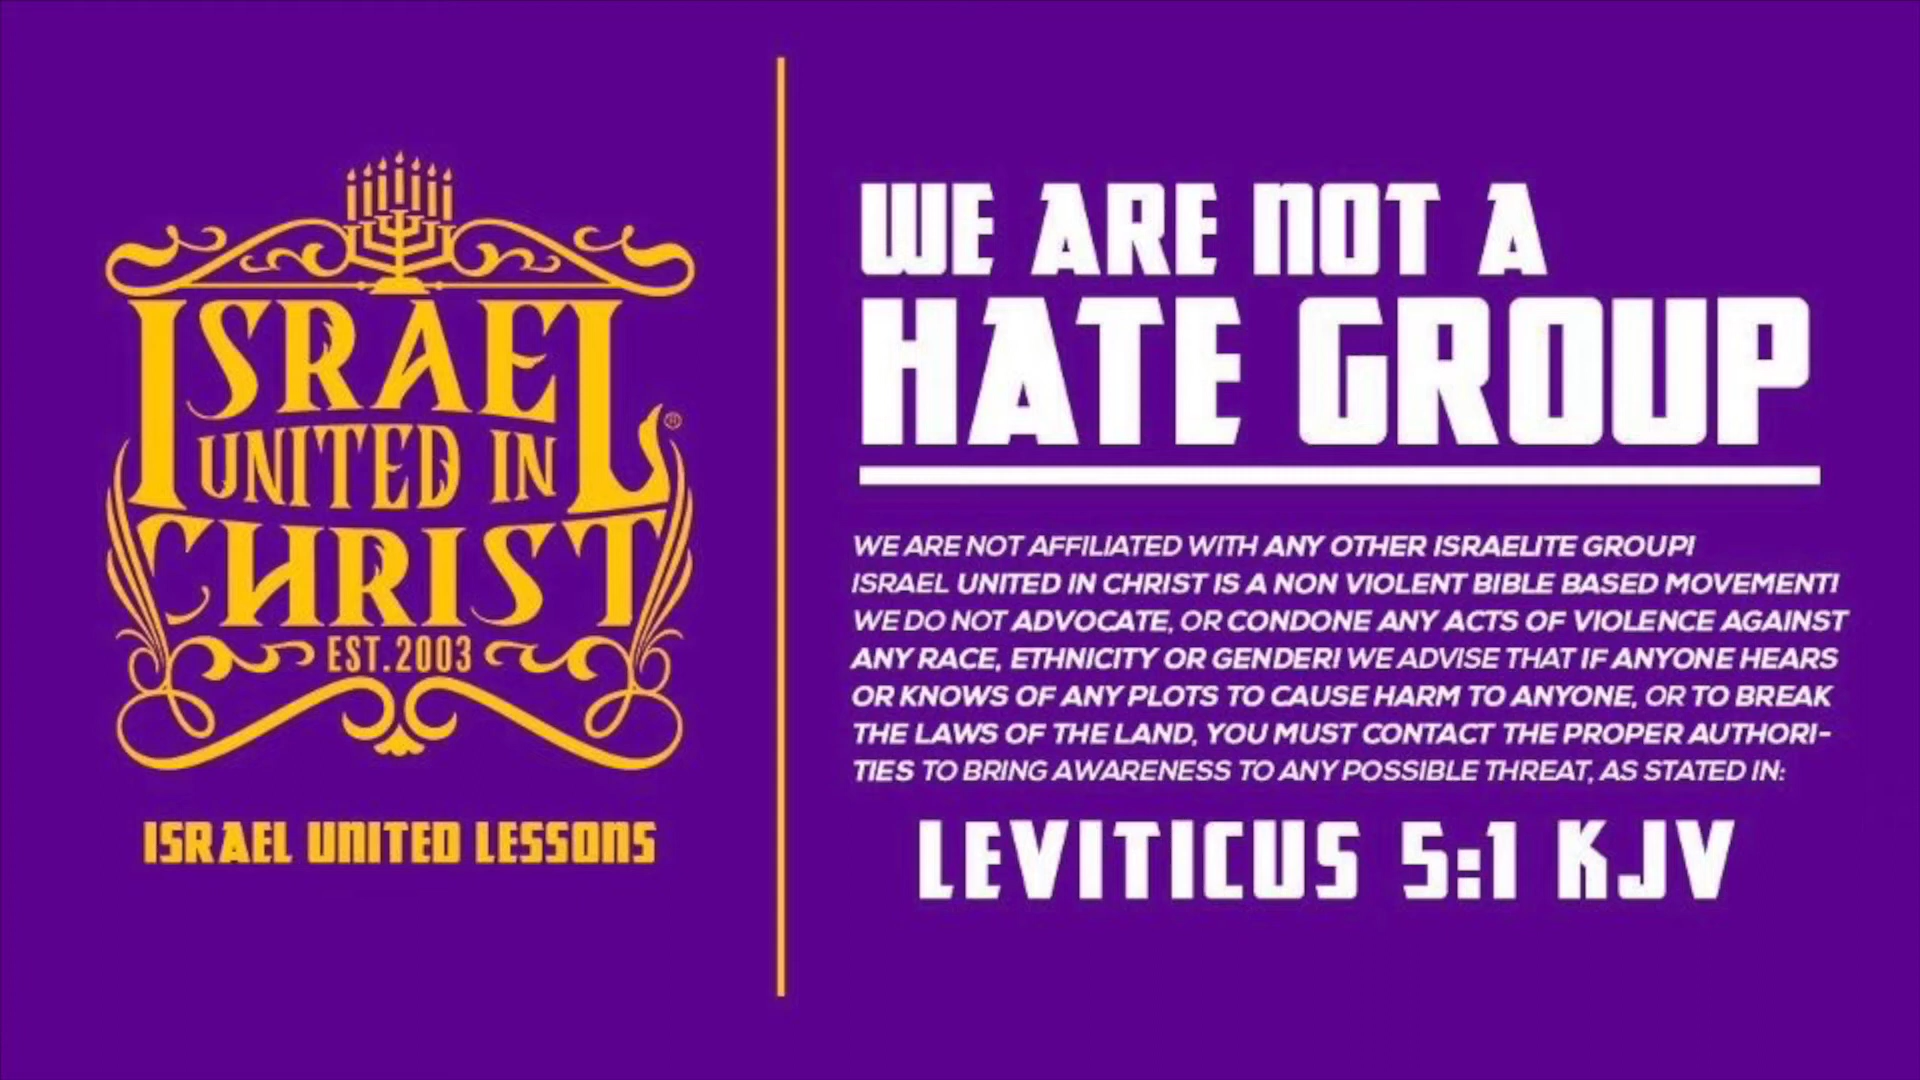 ISRAEL
UNITED IN
CHRIST
®
EST.2003
ISRAEL UNITED LESSONS
WE ARE NOT A
HATE GROUP
WE ARE NOT AFFILIATED WITH ANY OTHER ISRAELITE GROUP!
ISRAEL UNITED IN CHRIST IS A NON VIOLENT BIBLE BASED MOVEMENT!
WE DO NOT ADVOCATE, OR CONDONE ANY ACTS OF VIOLENCE AGAINST
ANY RACE, ETHNICITY OR GENDER! WE ADVISE THAT IF ANYONE HEARS
OR KNOWS OF ANY PLOTS TO CAUSE HARM TO ANYONE, OR TO BREAK
THE LAWS OF THE LAND, YOU MUST CONTACT THE PROPER AUTHORI-
TIES TO BRING AWARENESS TO ANY POSSIBLE THREAT, AS STATED IN:
LEVITICUS 5:1 KJV